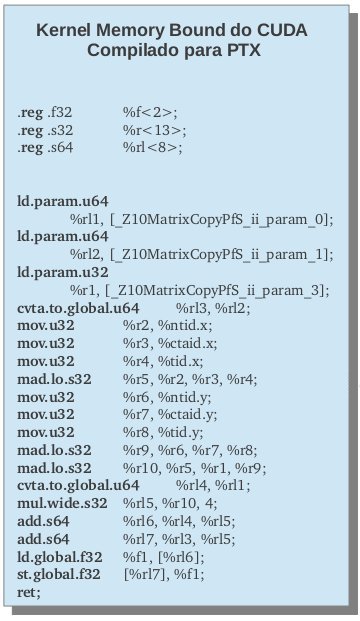 Kernel Memory Bound do CUDA
Compilado para PTX
.reg .f32 %f<2>;
.reg .s32 %r<13>;
.reg .s64 %rl<8>;
ld.param.u64
%rl1, [_Z10MatrixCopyPfS_ii_param_0];
ld.param.u64
%rl2, [_Z10MatrixCopyPfS_ii_param_1];
ld.param.u32
%r1, [_Z10MatrixCopyPfS_ii_param_3];
cvta.to.global.u64 %rl3, %rl2;
mov.u32 %r2, %ntid.x;
mov.u32 %r3, %ctaid.x;
mov.u32 %r4, %tid.x;
mad.lo.s32 %r5, %r2, %r3, %r4;
mov.u32 %r6, %ntid.y;
mov.u32 %r7, %ctaid.y;
mov.u32 %r8, %tid.y;
mad.lo.s32 %r9, %r6, %r7, %r8;
mad.lo.s32 %r10, %r5, %r1, %r9;
cvta.to.global.u64 %rl4, %rl1;
mul.wide.s32 %rl5, %r10, 4;
add.s64 %rl6, %rl4, %rl5;
add.s64 %rl7, %rl3, %rl5;
ld.global.f32 %f1, [%rl6];
st.global.f32 [%rl7], %f1;
ret;